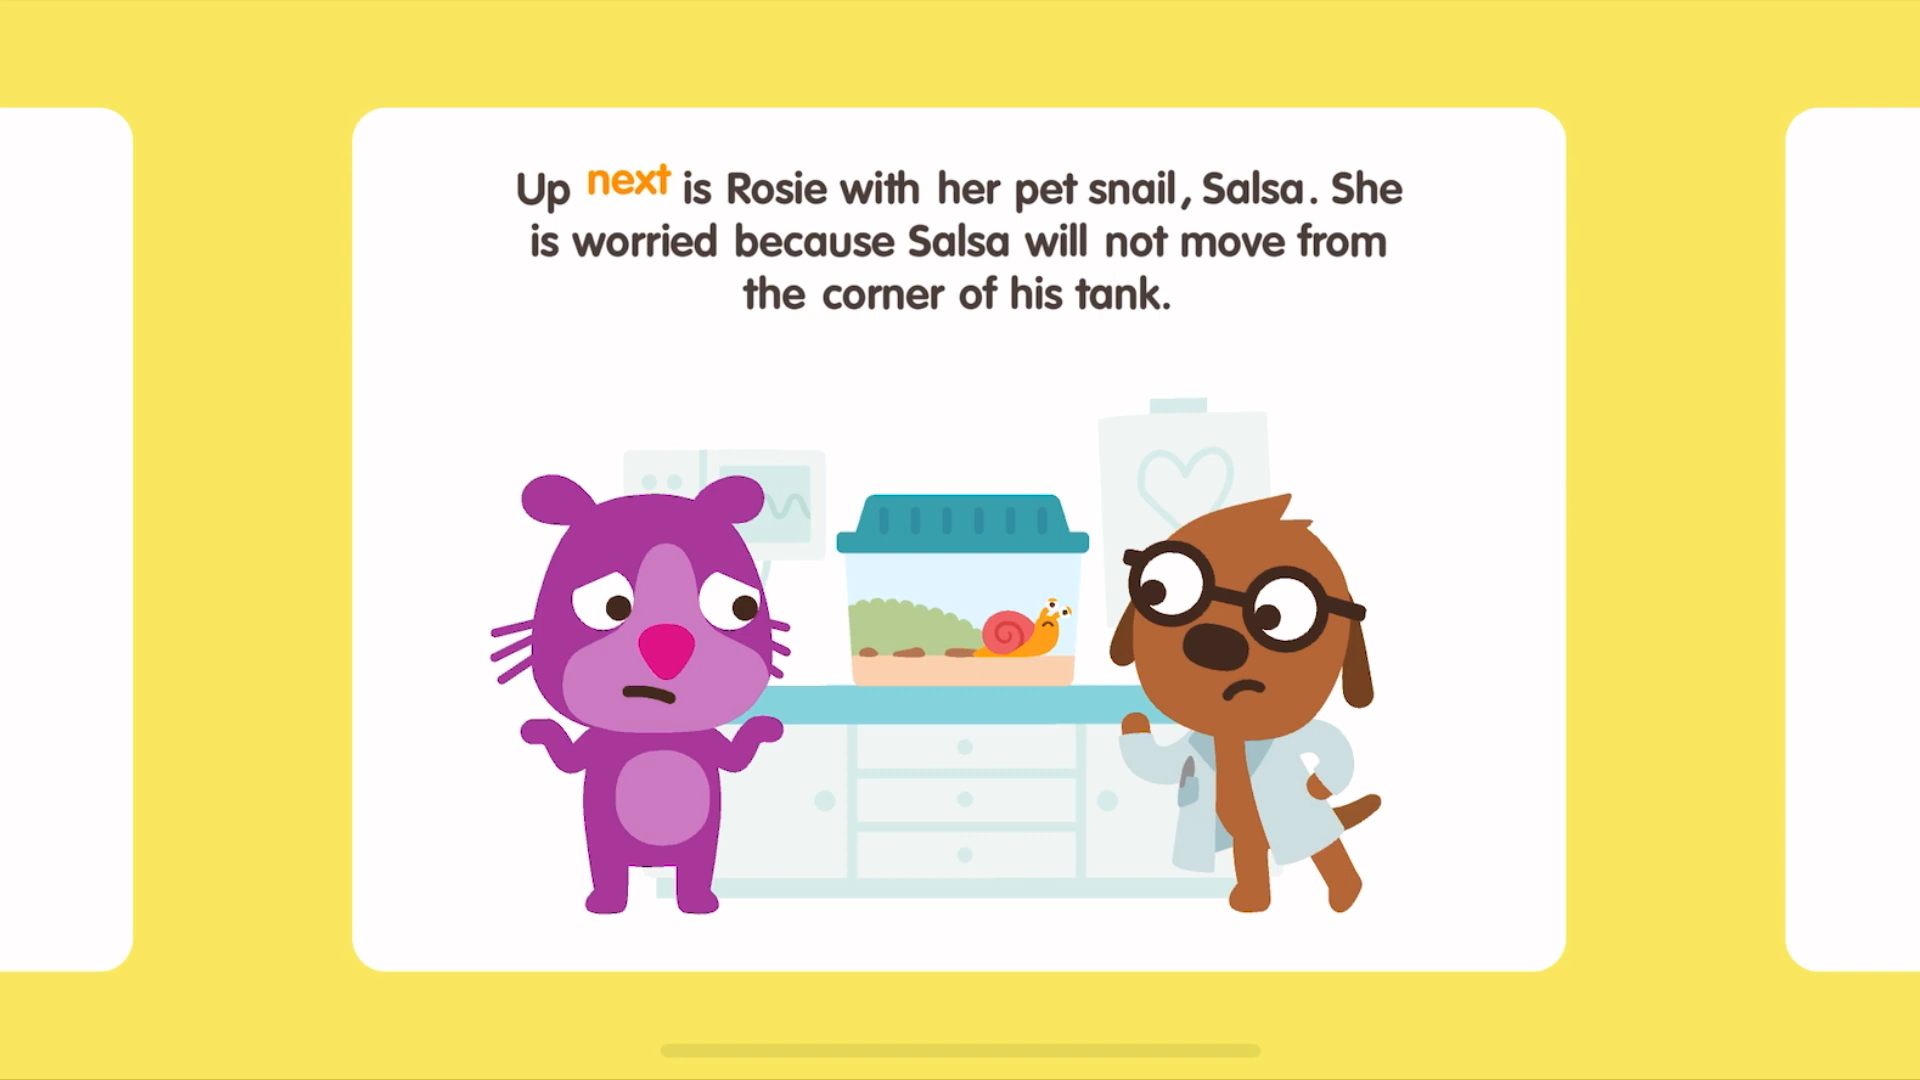 Up next is Rosie with her pet snail, Salsa. She
is worried because Salsa will not move from
the corner of his tank.